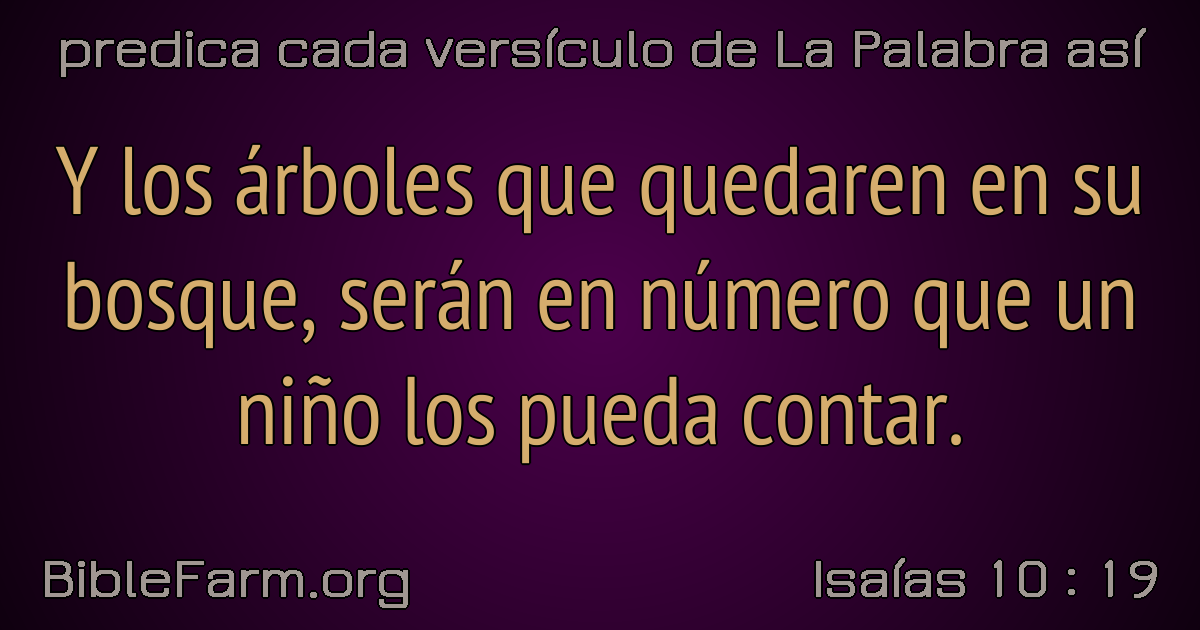 predica cada versículo de La Palabra así
Y los árboles que quedaren en su
bosque, serán en número que un
niño los pueda contar.
BibleFarm.org
Isaías 10 : 19